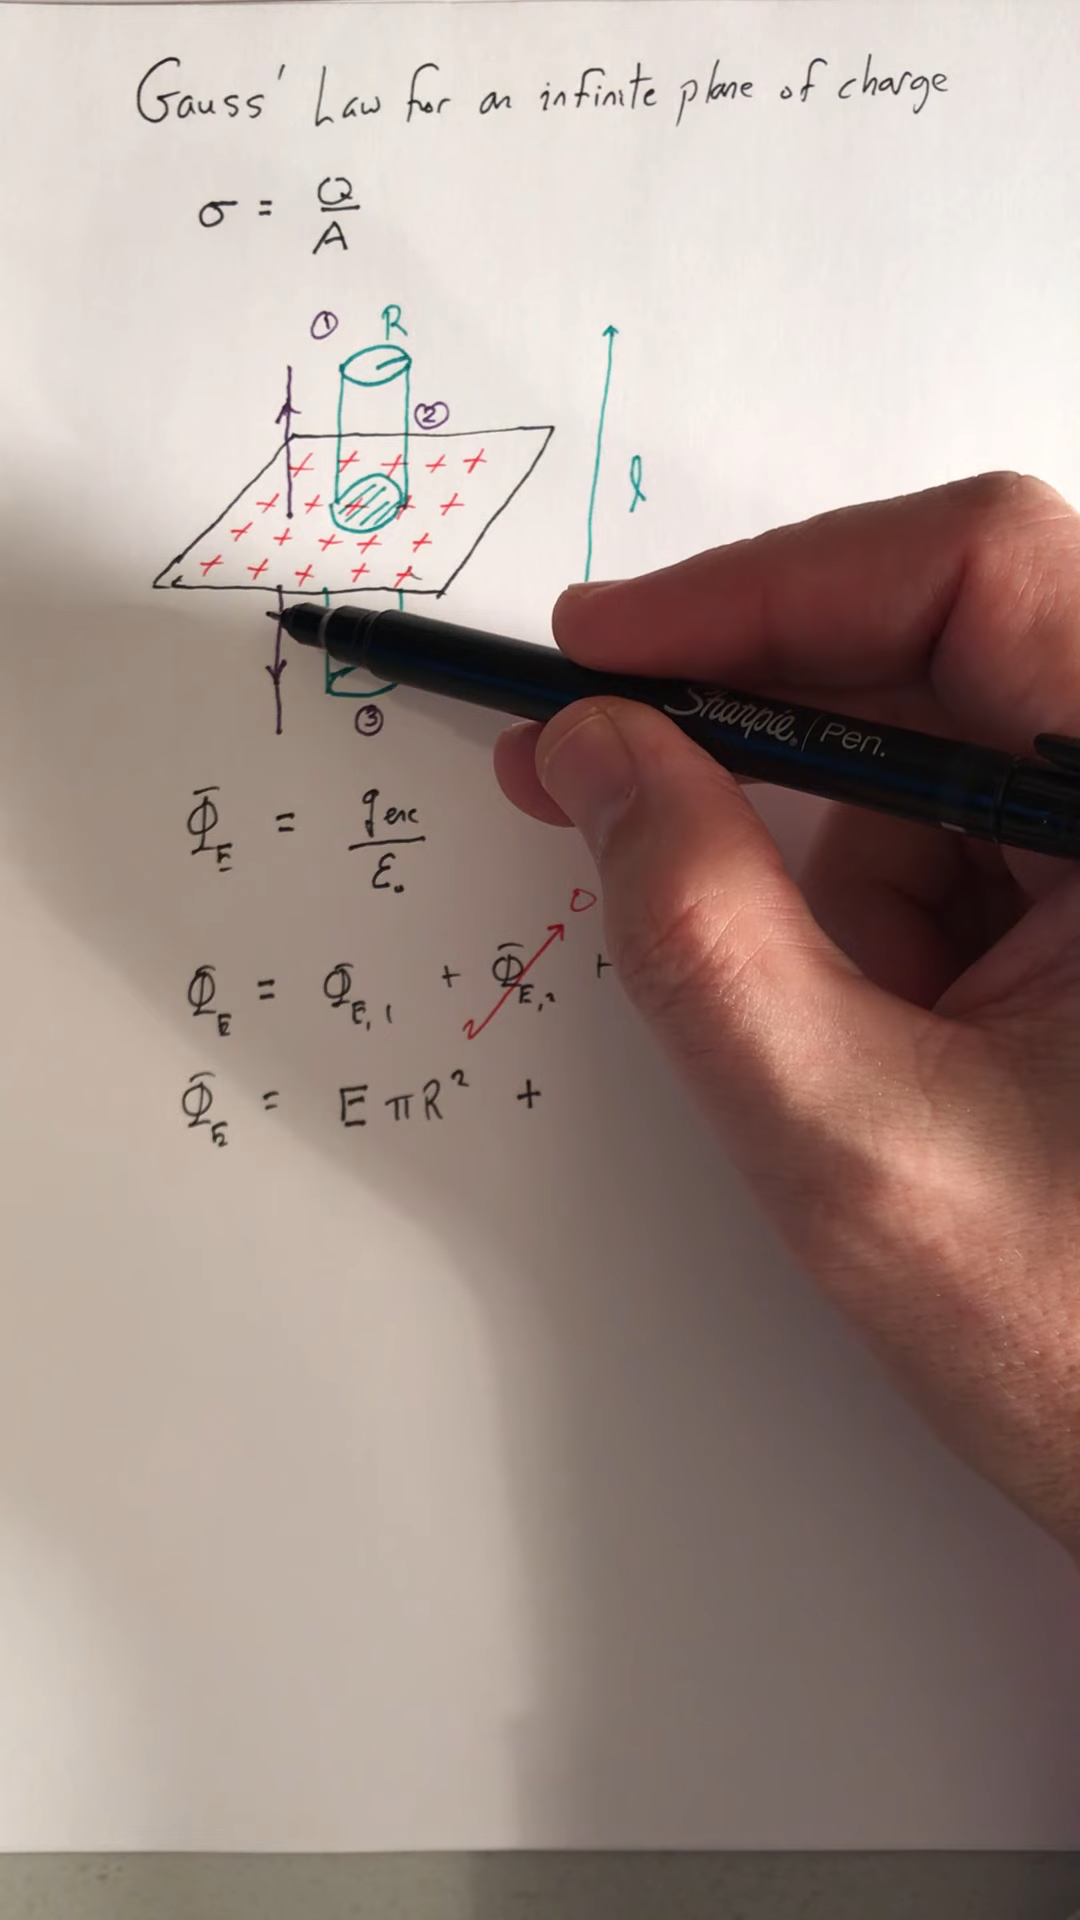 Gauss' Law for an infinite plane of charge
σ = Q/A
① R
②
l
③
Sharpie. Pen.
Φ_E = q_enc/ε₀
Φ_E = Φ_E,1 + Φ_E,2 + 0
Φ_E = E π R² +